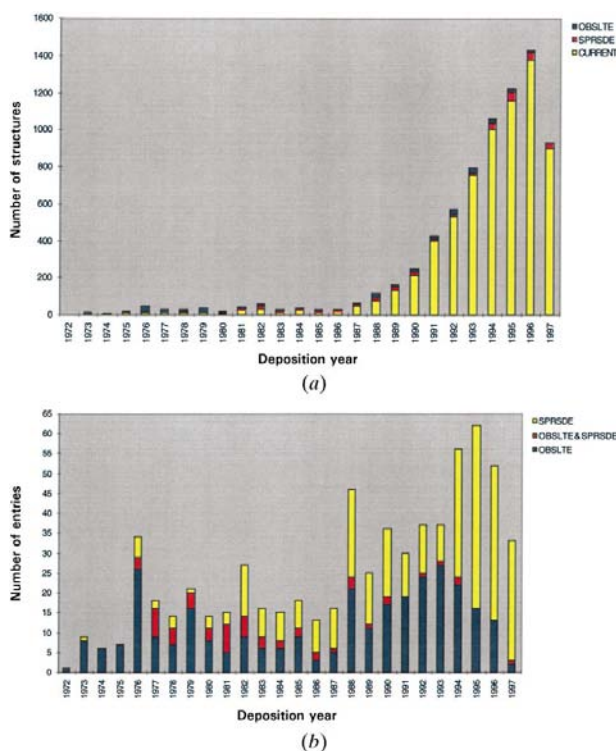 1600
1400
1200
1000
800
600
400
200
0
Number of structures
OBSLTE
SPRSDE
CURRENT
1972 1973 1974 1975 1976 1977 1978 1979 1980 1981 1982 1983 1984 1985 1986 1987 1988 1989 1990 1991 1992 1993 1994 1995 1996 1997
Deposition year
(a)
65
60
55
50
45
40
35
30
25
20
15
10
5
0
Number of entries
SPRSDE
OBSLTE&SPRSDE
OBSLTE
1972 1973 1974 1975 1976 1977 1978 1979 1980 1981 1982 1983 1984 1985 1986 1987 1988 1989 1990 1991 1992 1993 1994 1995 1996 1997
Deposition year
(b)